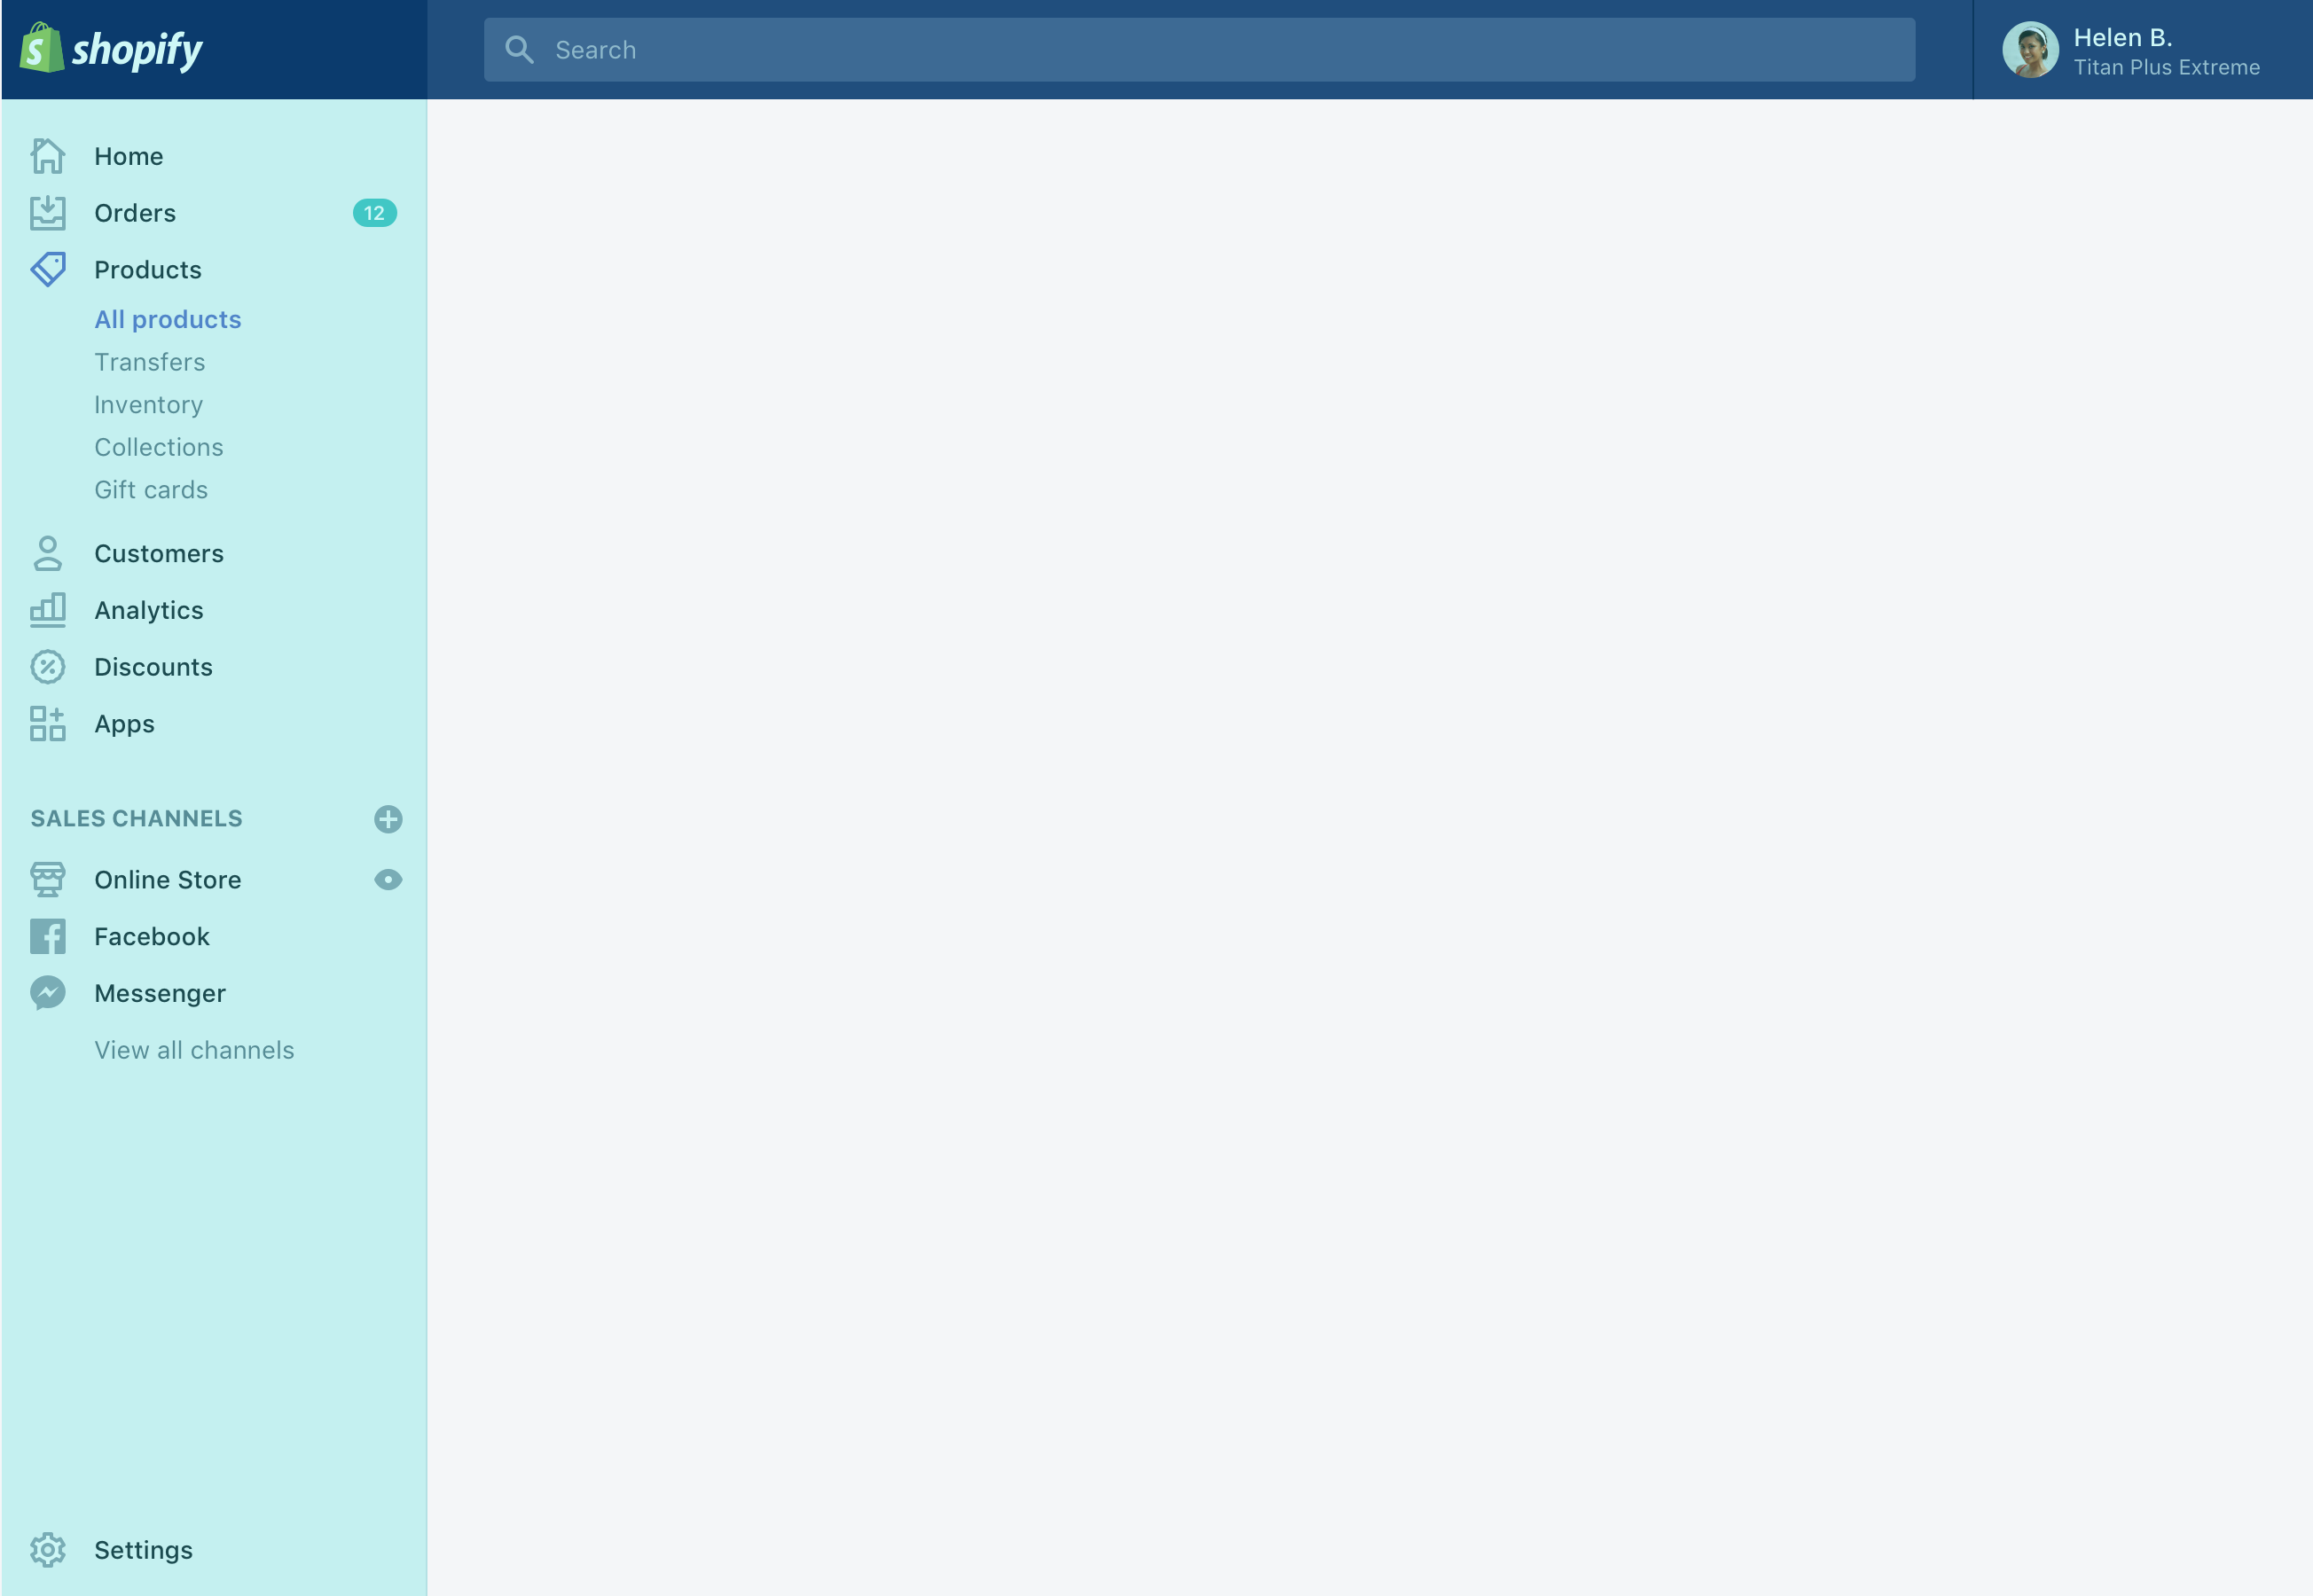 shopify
Search
Helen B.
Titan Plus Extreme
Home
Orders
12
Products
All products
Transfers
Inventory
Collections
Gift cards
Customers
Analytics
Discounts
Apps
SALES CHANNELS
Online Store
Facebook
Messenger
View all channels
Settings